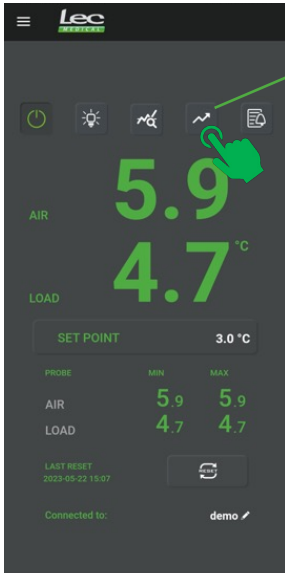 Lec
MEDICAL
AIR 5.9
LOAD 4.7 °C
SET POINT 3.0 °C
PROBE MIN MAX
AIR 5.9 5.9
LOAD 4.7 4.7
LAST RESET
2023-05-22 15:07
RESET
Connected to: demo